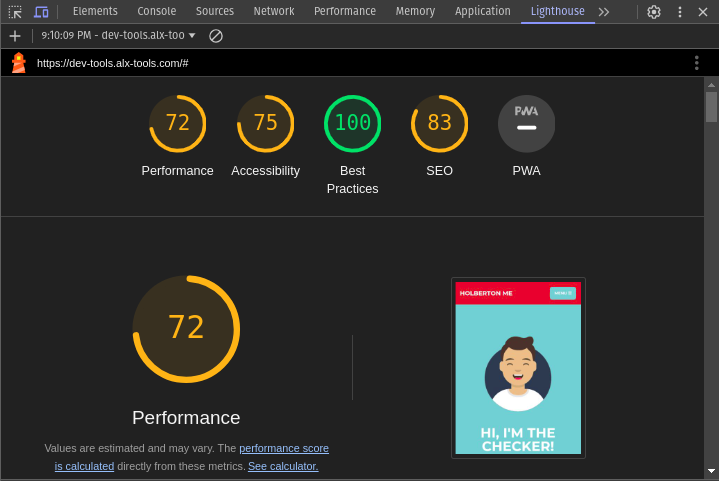 Elements Console Sources Network Performance Memory Application Lighthouse
9:10:09 PM - dev-tools.alx-too
https://dev-tools.alx-tools.com/#
72 75 100 83 PWA
Performance Accessibility Best Practices SEO PWA
72
HOLBERTON ME
HI, I'M THE
CHECKER!
Performance
Values are estimated and may vary. The performance score
is calculated directly from these metrics. See calculator.